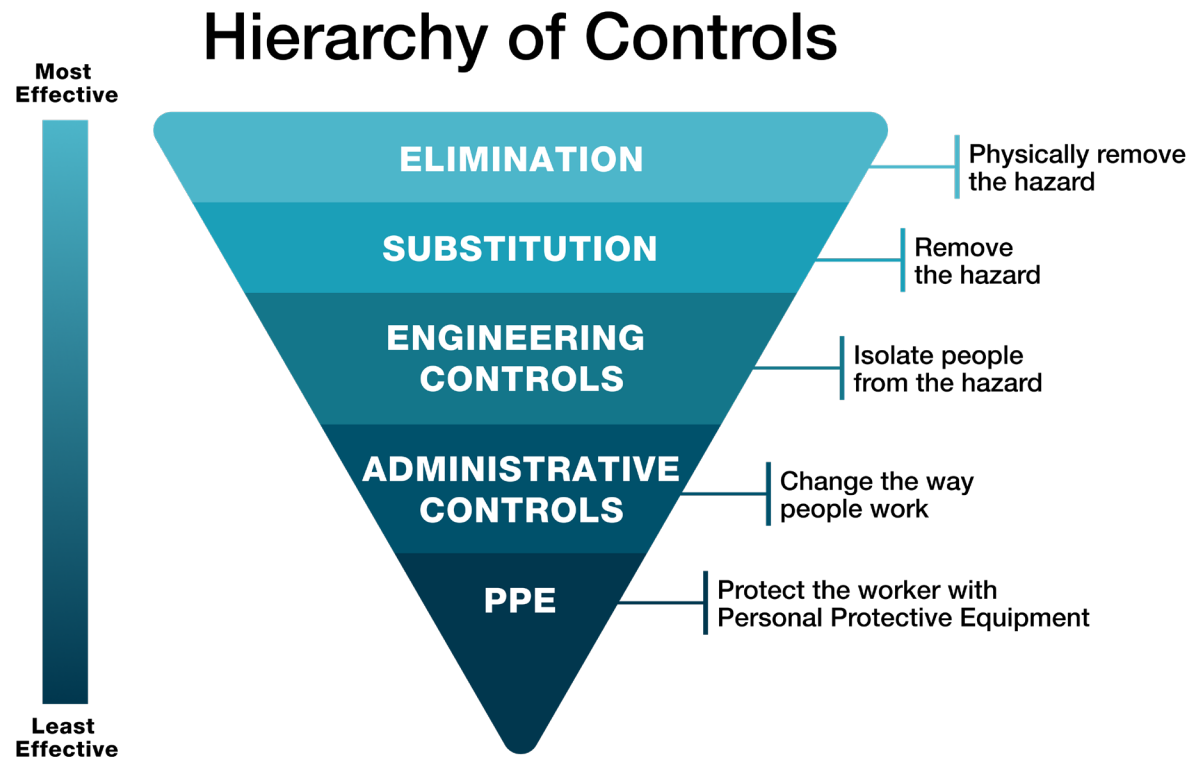 Hierarchy of Controls
Most
Effective
ELIMINATION
Physically remove
the hazard
SUBSTITUTION
Remove
the hazard
ENGINEERING
CONTROLS
Isolate people
from the hazard
ADMINISTRATIVE
CONTROLS
Change the way
people work
PPE
Protect the worker with
Personal Protective Equipment
Least
Effective